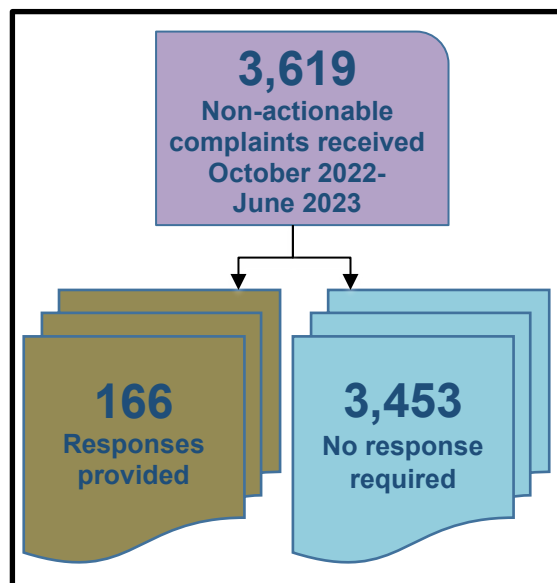 3,619
Non-actionable
complaints received
October 2022-
June 2023
166
Responses
provided
3,453
No response
required